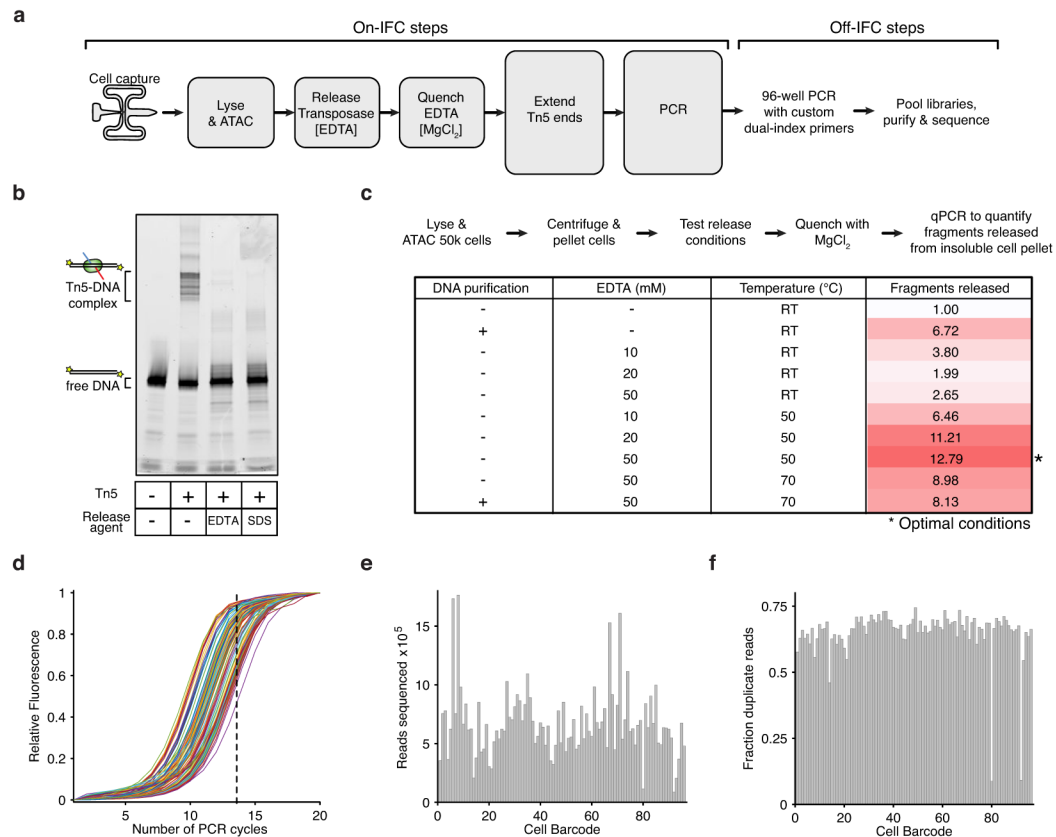 a
On-IFC steps
Off-IFC steps
Cell capture
Lyse
& ATAC
Release
Transposase
[EDTA]
Quench
EDTA
[MgCl2]
Extend
Tn5 ends
PCR
96-well PCR
with custom
dual-index primers
Pool libraries,
purify & sequence
b
Tn5-DNA
complex
free DNA
Tn5 - + + +
Release
agent - - EDTA SDS
c
Lyse &
ATAC 50k cells
Centrifuge &
pellet cells
Test release
conditions
Quench with
MgCl2
qPCR to quantify
fragments released
from insoluble cell pellet
DNA purification EDTA (mM) Temperature (°C) Fragments released
- - RT 1.00
+ - RT 6.72
- 10 RT 3.80
- 20 RT 1.99
- 50 RT 2.65
- 10 50 6.46
- 20 50 11.21
- 50 50 12.79 *
- 50 70 8.98
+ 50 70 8.13
* Optimal conditions
d
Relative Fluorescence
1
0.8
0.6
0.4
0.2
0
5 10 15 20
Number of PCR cycles
e
Reads sequenced x10^5
15
10
5
0
0 20 40 60 80
Cell Barcode
f
Fraction duplicate reads
0.75
0.5
0.25
0
0 20 40 60 80
Cell Barcode